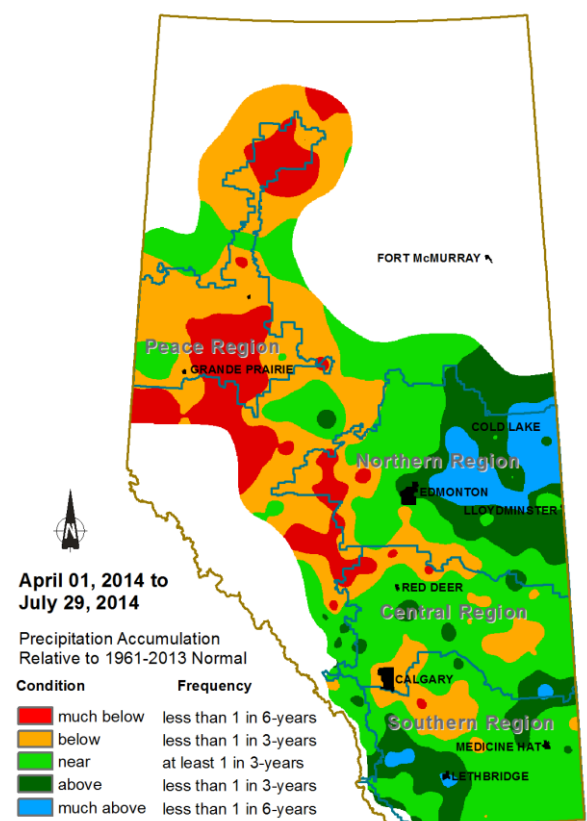 FORT McMURRAY
Peace Region
GRANDE PRAIRIE
COLD LAKE
Northern Region
EDMONTON
LLOYDMINSTER
N
RED DEER
Central Region
CALGARY
Southern Region
MEDICINE HAT
LETHBRIDGE
April 01, 2014 to
July 29, 2014
Precipitation Accumulation
Relative to 1961-2013 Normal
Condition Frequency
much below less than 1 in 6-years
below less than 1 in 3-years
near at least 1 in 3-years
above less than 1 in 3-years
much above less than 1 in 6-years